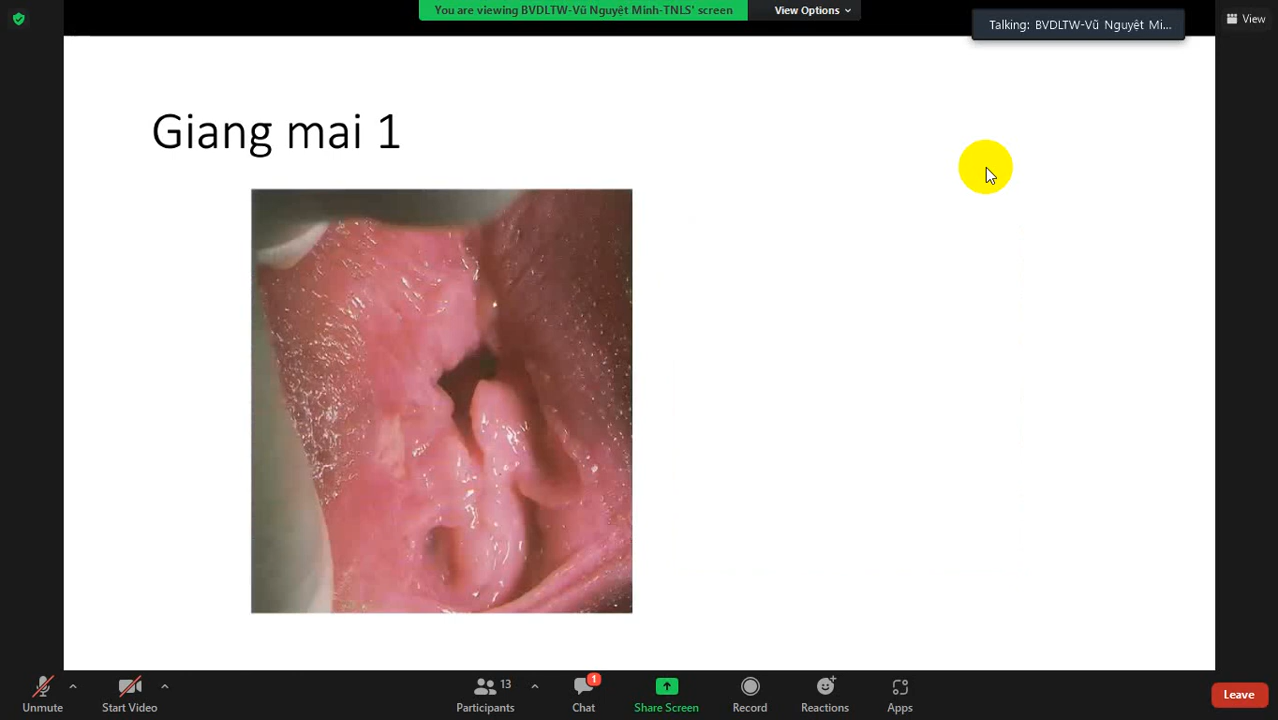 You are viewing BVDLTW-Vũ Nguyệt Minh-TNLS' screen
View Options
Talking: BVDLTW-Vũ Nguyệt Mi...
View
Giang mai 1
Unmute
Start Video
13
Participants
1
Chat
Share Screen
Record
Reactions
Apps
Leave